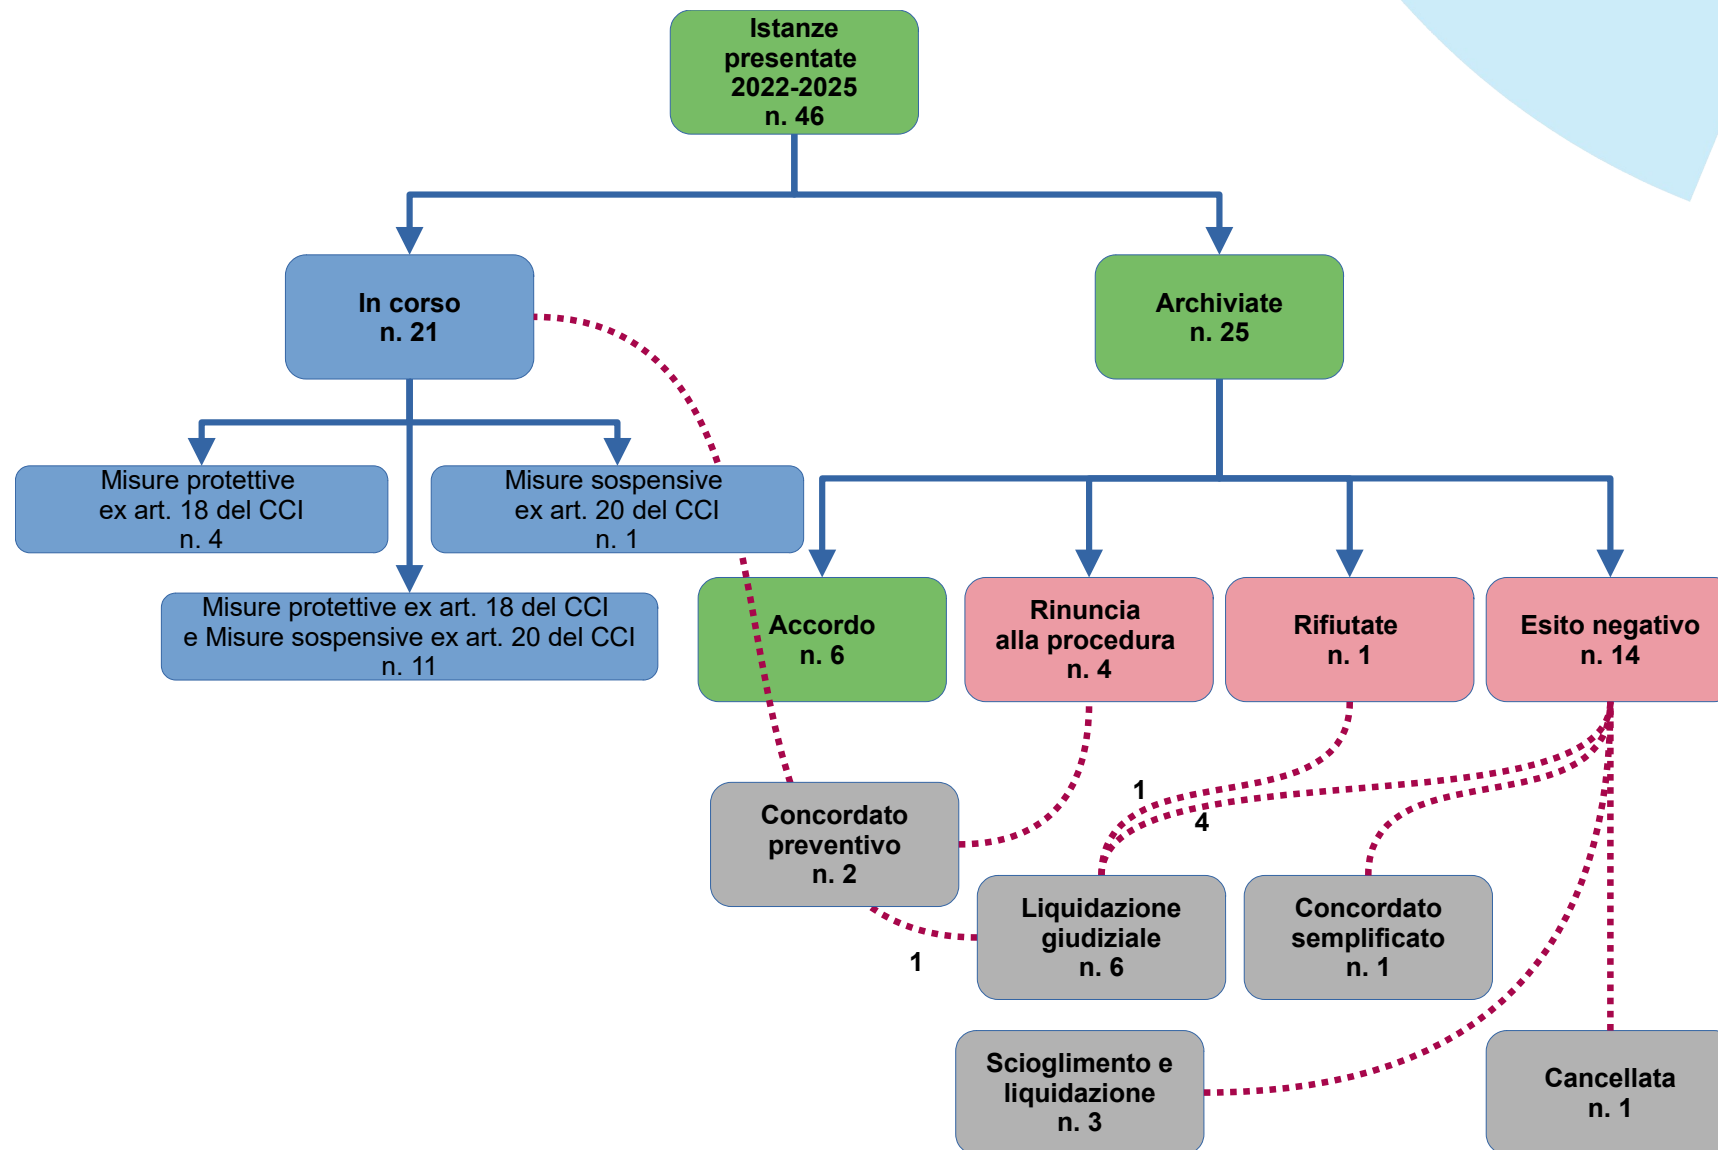 Istanze
presentate
2022-2025
n. 46
In corso
n. 21
Archiviate
n. 25
Misure protettive
ex art. 18 del CCI
n. 4
Misure sospensive
ex art. 20 del CCI
n. 1
Misure protettive ex art. 18 del CCI
e Misure sospensive ex art. 20 del CCI
n. 11
Accordo
n. 6
Rinuncia
alla procedura
n. 4
Rifiutate
n. 1
Esito negativo
n. 14
1
4
Concordato
preventivo
n. 2
1
Liquidazione
giudiziale
n. 6
Concordato
semplificato
n. 1
Scioglimento e
liquidazione
n. 3
Cancellata
n. 1